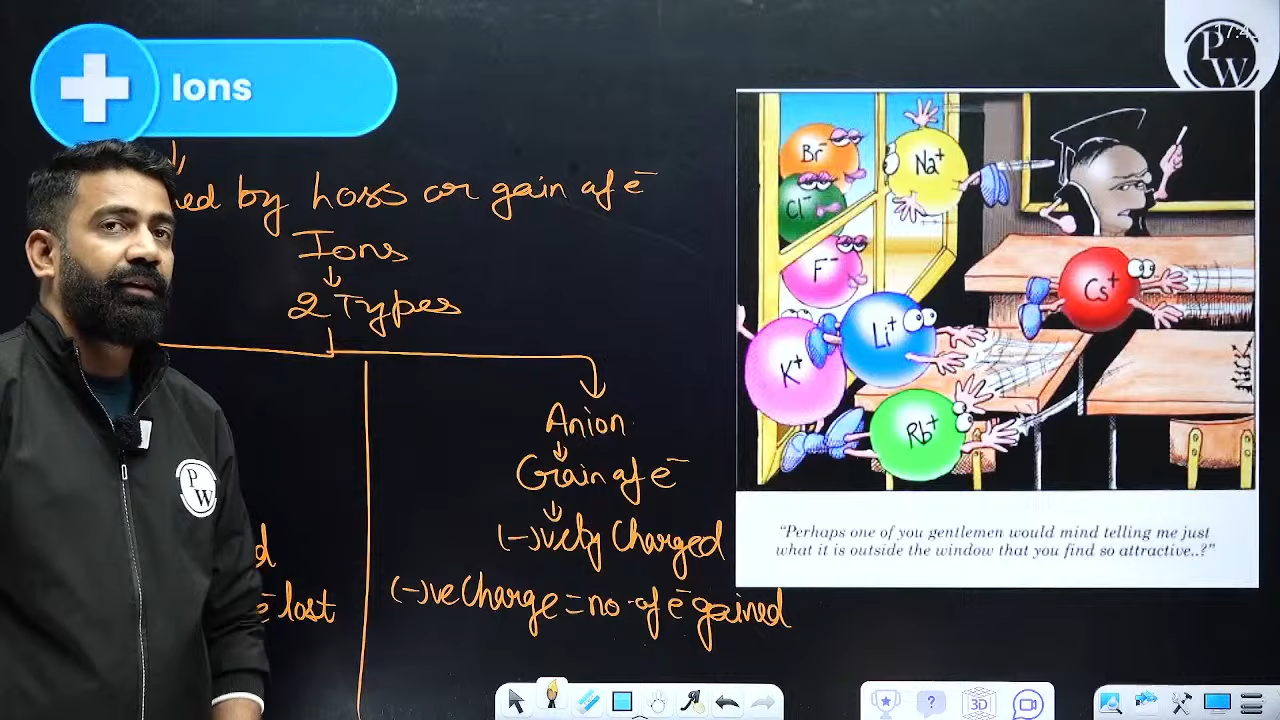 Ions
by Loss or gain of e⁻
Ions
2 Types
Anion
Gain of e⁻
(-)vely Charged
(-)ve Charge = no. of e⁻ gained
e⁻ lost
PW
PW
Br⁻
Cl⁻
F⁻
Na⁺
Li⁺
K⁺
Rb⁺
Cs⁺
"Perhaps one of you gentlemen would mind telling me just
what it is outside the window that you find so attractive..?"
3D